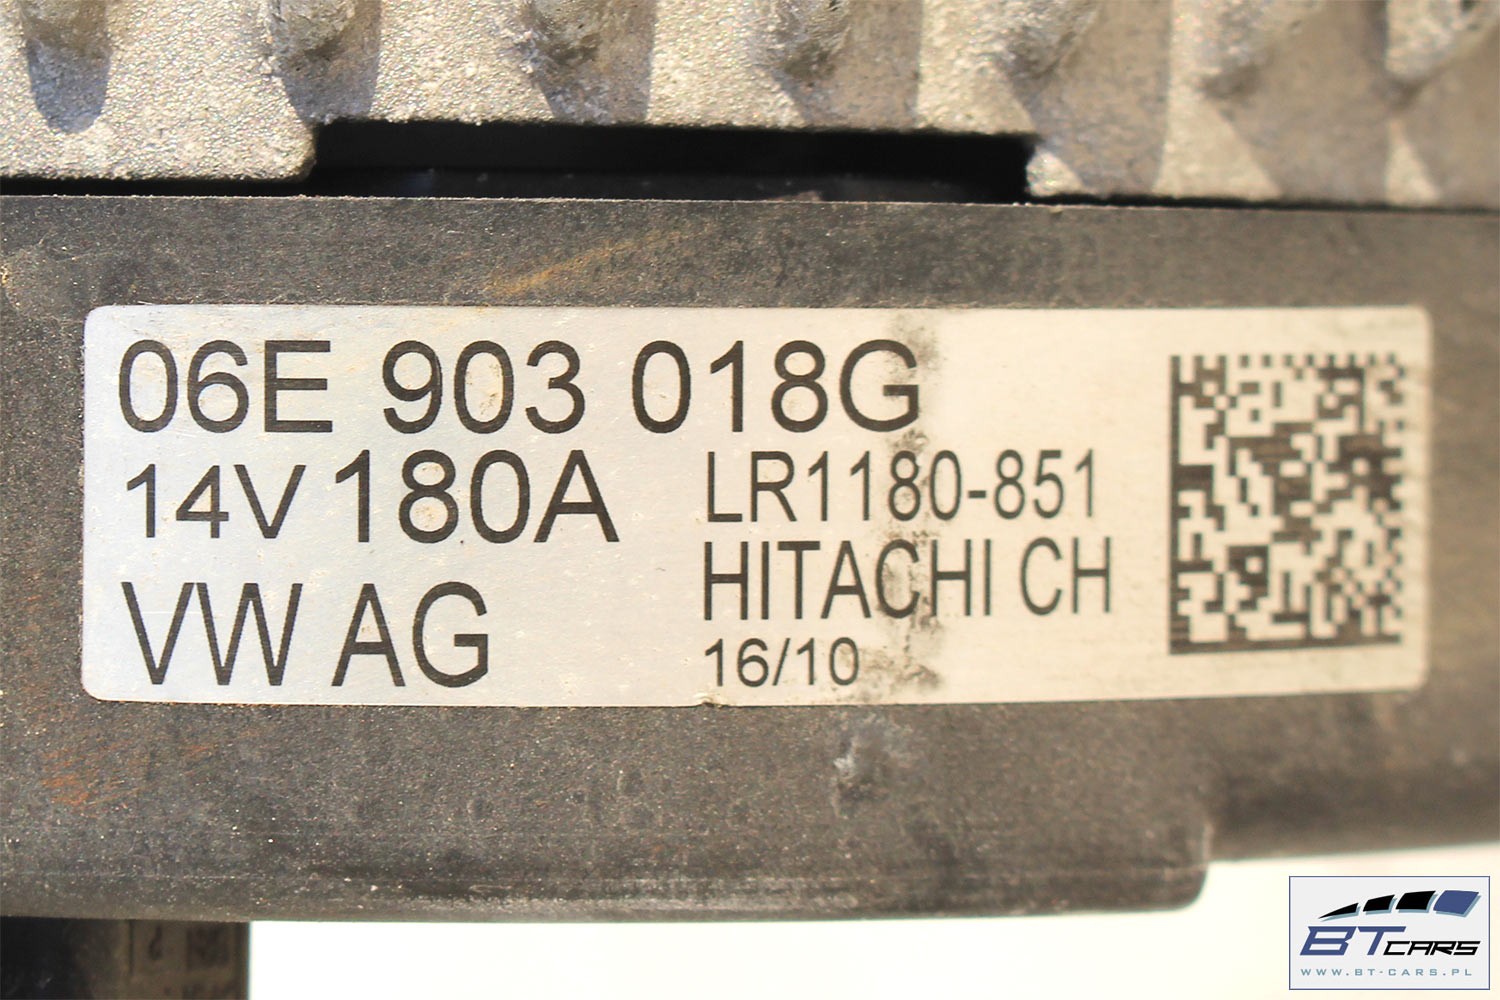 06E 903 018G
14V 180A LR1180-851
VW AG HITACHI CH
16/10
BT CARS
WWW.BT-CARS.PL